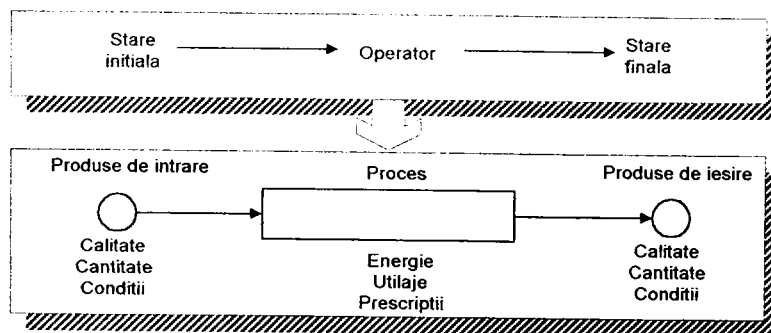 Stare
initiala
Operator
Stare
finala
Produse de intrare
Proces
Produse de iesire
Calitate
Cantitate
Conditii
Energie
Utilaje
Prescriptii
Calitate
Cantitate
Conditii